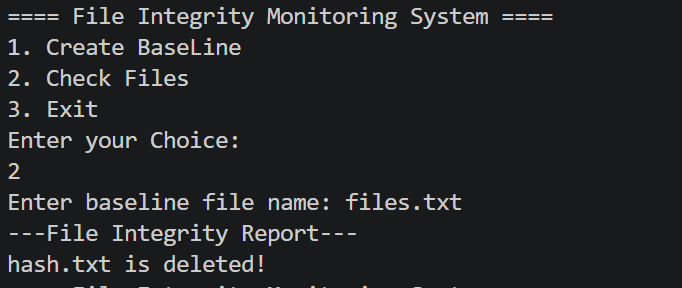 ==== File Integrity Monitoring System ====
1. Create BaseLine
2. Check Files
3. Exit
Enter your Choice:
2
Enter baseline file name: files.txt
---File Integrity Report---
hash.txt is deleted!